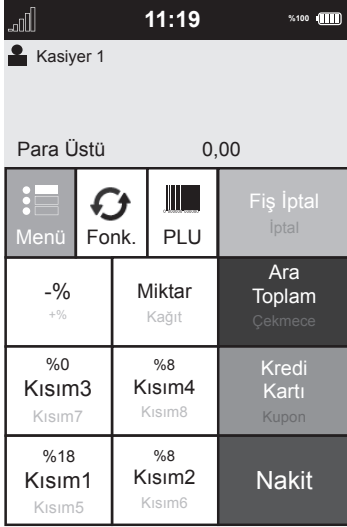 11:19 %100
Kasiyer 1
Para Üstü 0,00
Menü Fonk. PLU Fiş İptal
İptal
-% Miktar Ara Toplam
+% Kağıt Çekmece
%0 %8 Kredi
Kısım3 Kısım4 Kartı
Kısım7 Kısım8 Kupon
%18 %8
Kısım1 Kısım2 Nakit
Kısım5 Kısım6